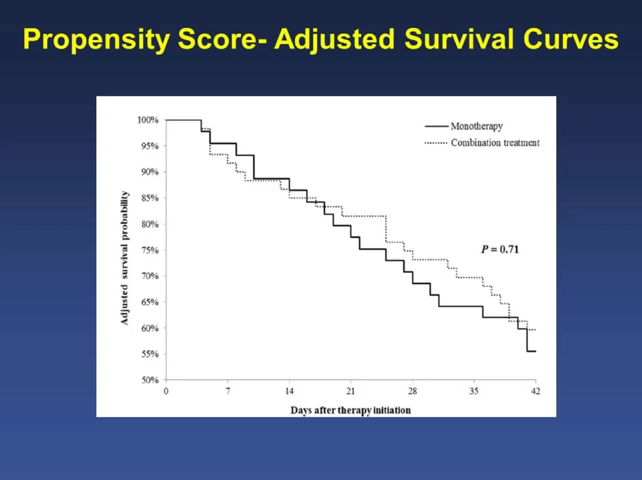 Propensity Score- Adjusted Survival Curves
Monotherapy
Combination treatment
P = 0.71
Adjusted survival probability
100%
95%
90%
85%
80%
75%
70%
65%
60%
55%
50%
0 7 14 21 28 35 42
Days after therapy initiation